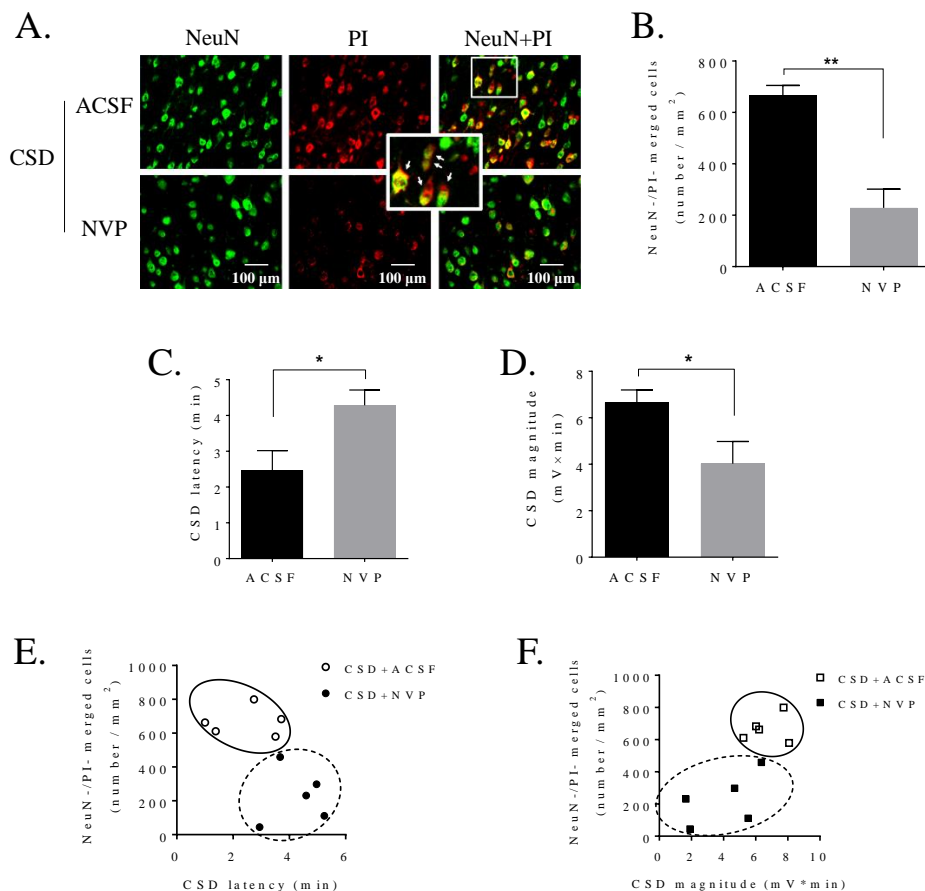 A.
NeuN PI NeuN+PI
CSD
ACSF
NVP
100 μm 100 μm 100 μm
B.
NeuN-/PI- merged cells
(number / mm²)
800
600
400
200
0
**
ACSF NVP
C.
CSD latency (min)
5
4
3
2
1
0
*
ACSF NVP
D.
CSD magnitude
(mV×min)
8
6
4
2
0
*
ACSF NVP
E.
NeuN-/PI- merged cells
(number / mm²)
1000
800
600
400
200
0
0 2 4 6
CSD latency (min)
CSD+ACSF
CSD+NVP
F.
NeuN-/PI- merged cells
(number / mm²)
1000
800
600
400
200
0
0 2 4 6 8 10
CSD magnitude (mV*min)
CSD+ACSF
CSD+NVP